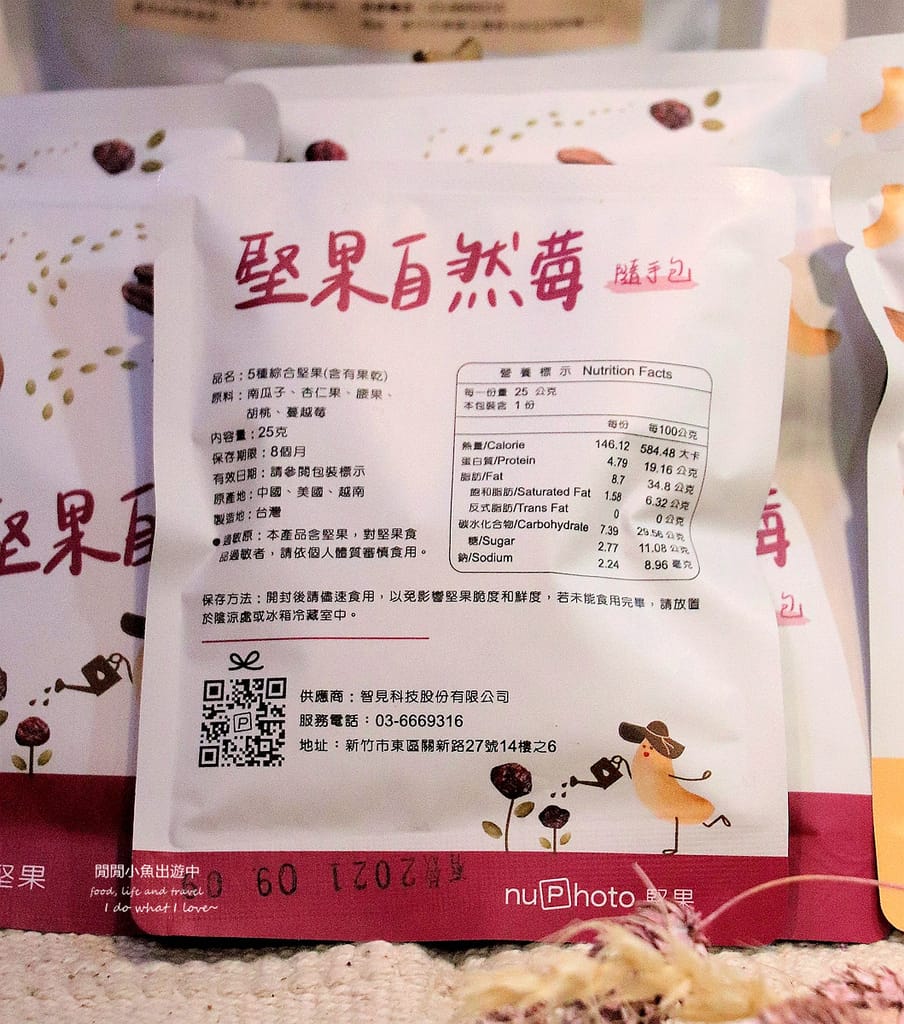 堅果自然莓 隨手包
品名：5種綜合堅果(含有果乾)
原料：南瓜子、杏仁果、腰果、
胡桃、蔓越莓
內容量：25克
保存期限：8個月
有效日期：請參閱包裝標示
原產地：中國、美國、越南
製造地：台灣
●過敏原：本產品含堅果，對堅果食
品過敏者，請依個人體質審慎食用。
營養標示 Nutrition Facts
每一份量 25 公克
本包裝含 1 份
每份 每100公克
熱量/Calorie 146.12 584.48 大卡
蛋白質/Protein 4.79 19.16 公克
脂肪/Fat 8.7 34.8 公克
飽和脂肪/Saturated Fat 1.58 6.32 公克
反式脂肪/Trans Fat 0 0 公克
碳水化合物/Carbohydrate 7.39 29.56 公克
糖/Sugar 2.77 11.08 公克
鈉/Sodium 2.24 8.96 毫克
保存方法：開封後請儘速食用，以免影響堅果脆度和鮮度，若未能食用完畢，請放置
於陰涼處或冰箱冷藏室中。
供應商：智見科技股份有限公司
服務電話：03-6669316
地址：新竹市東區關新路27號14樓之6
P
有效 2021 09 09
nuPhoto 堅果
堅果自
莓
包
堅果
閒閒小魚出遊中
food, life and travel
I do what I love~